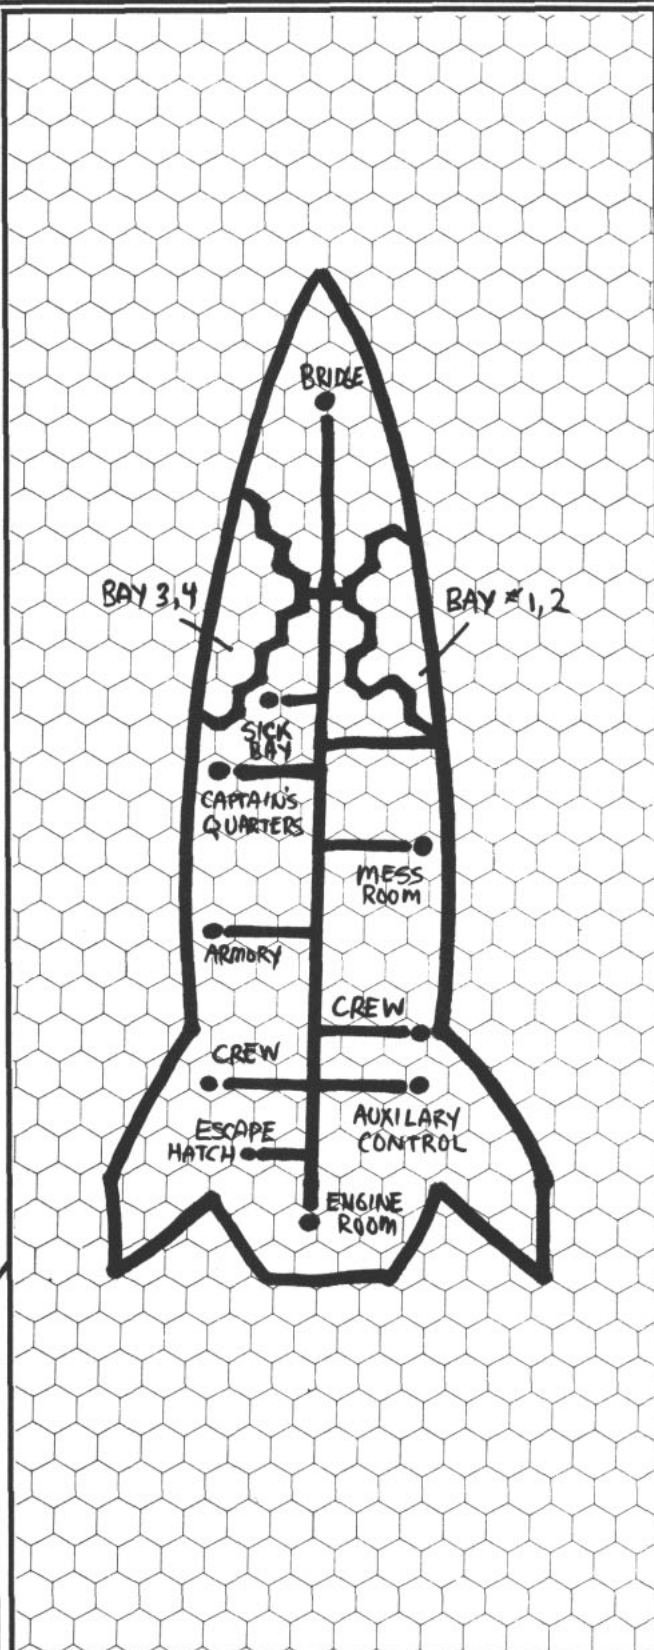 BRIDGE
BAY 3,4
BAY #1,2
SICK
BAY
CAPTAIN'S
QUARTERS
MESS
ROOM
ARMORY
CREW
CREW
AUXILARY
CONTROL
ESCAPE
HATCH
ENGINE
ROOM